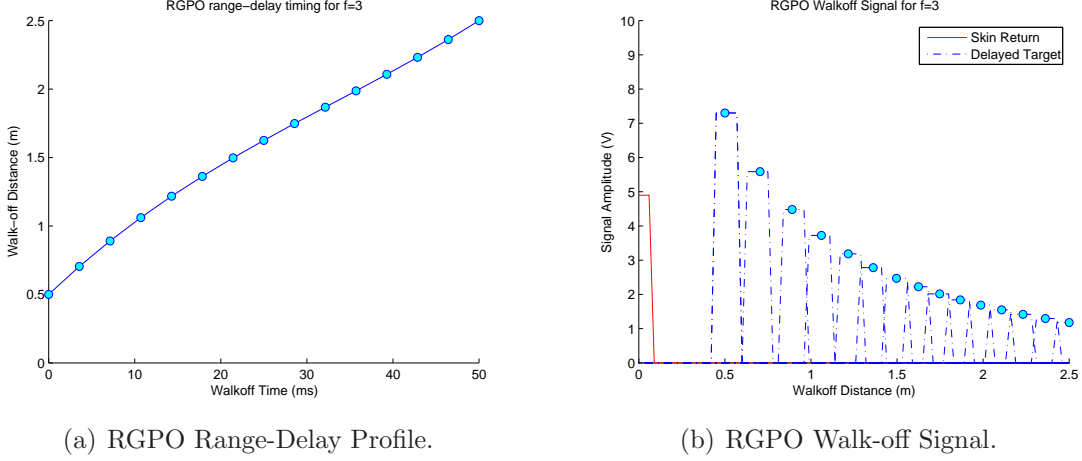 RGPO range−delay timing for f=3
2.5
2
1.5
1
0.5
0
Walk−off Distance (m)
0
10
20
30
40
50
Walkoff Time (ms)
(a) RGPO Range-Delay Profile.
RGPO Walkoff Signal for f=3
Skin Return
Delayed Target
10
9
8
7
6
5
4
3
2
1
0
Signal Amplitude (V)
0
0.5
1
1.5
2
2.5
Walkoff Distance (m)
(b) RGPO Walk-off Signal.